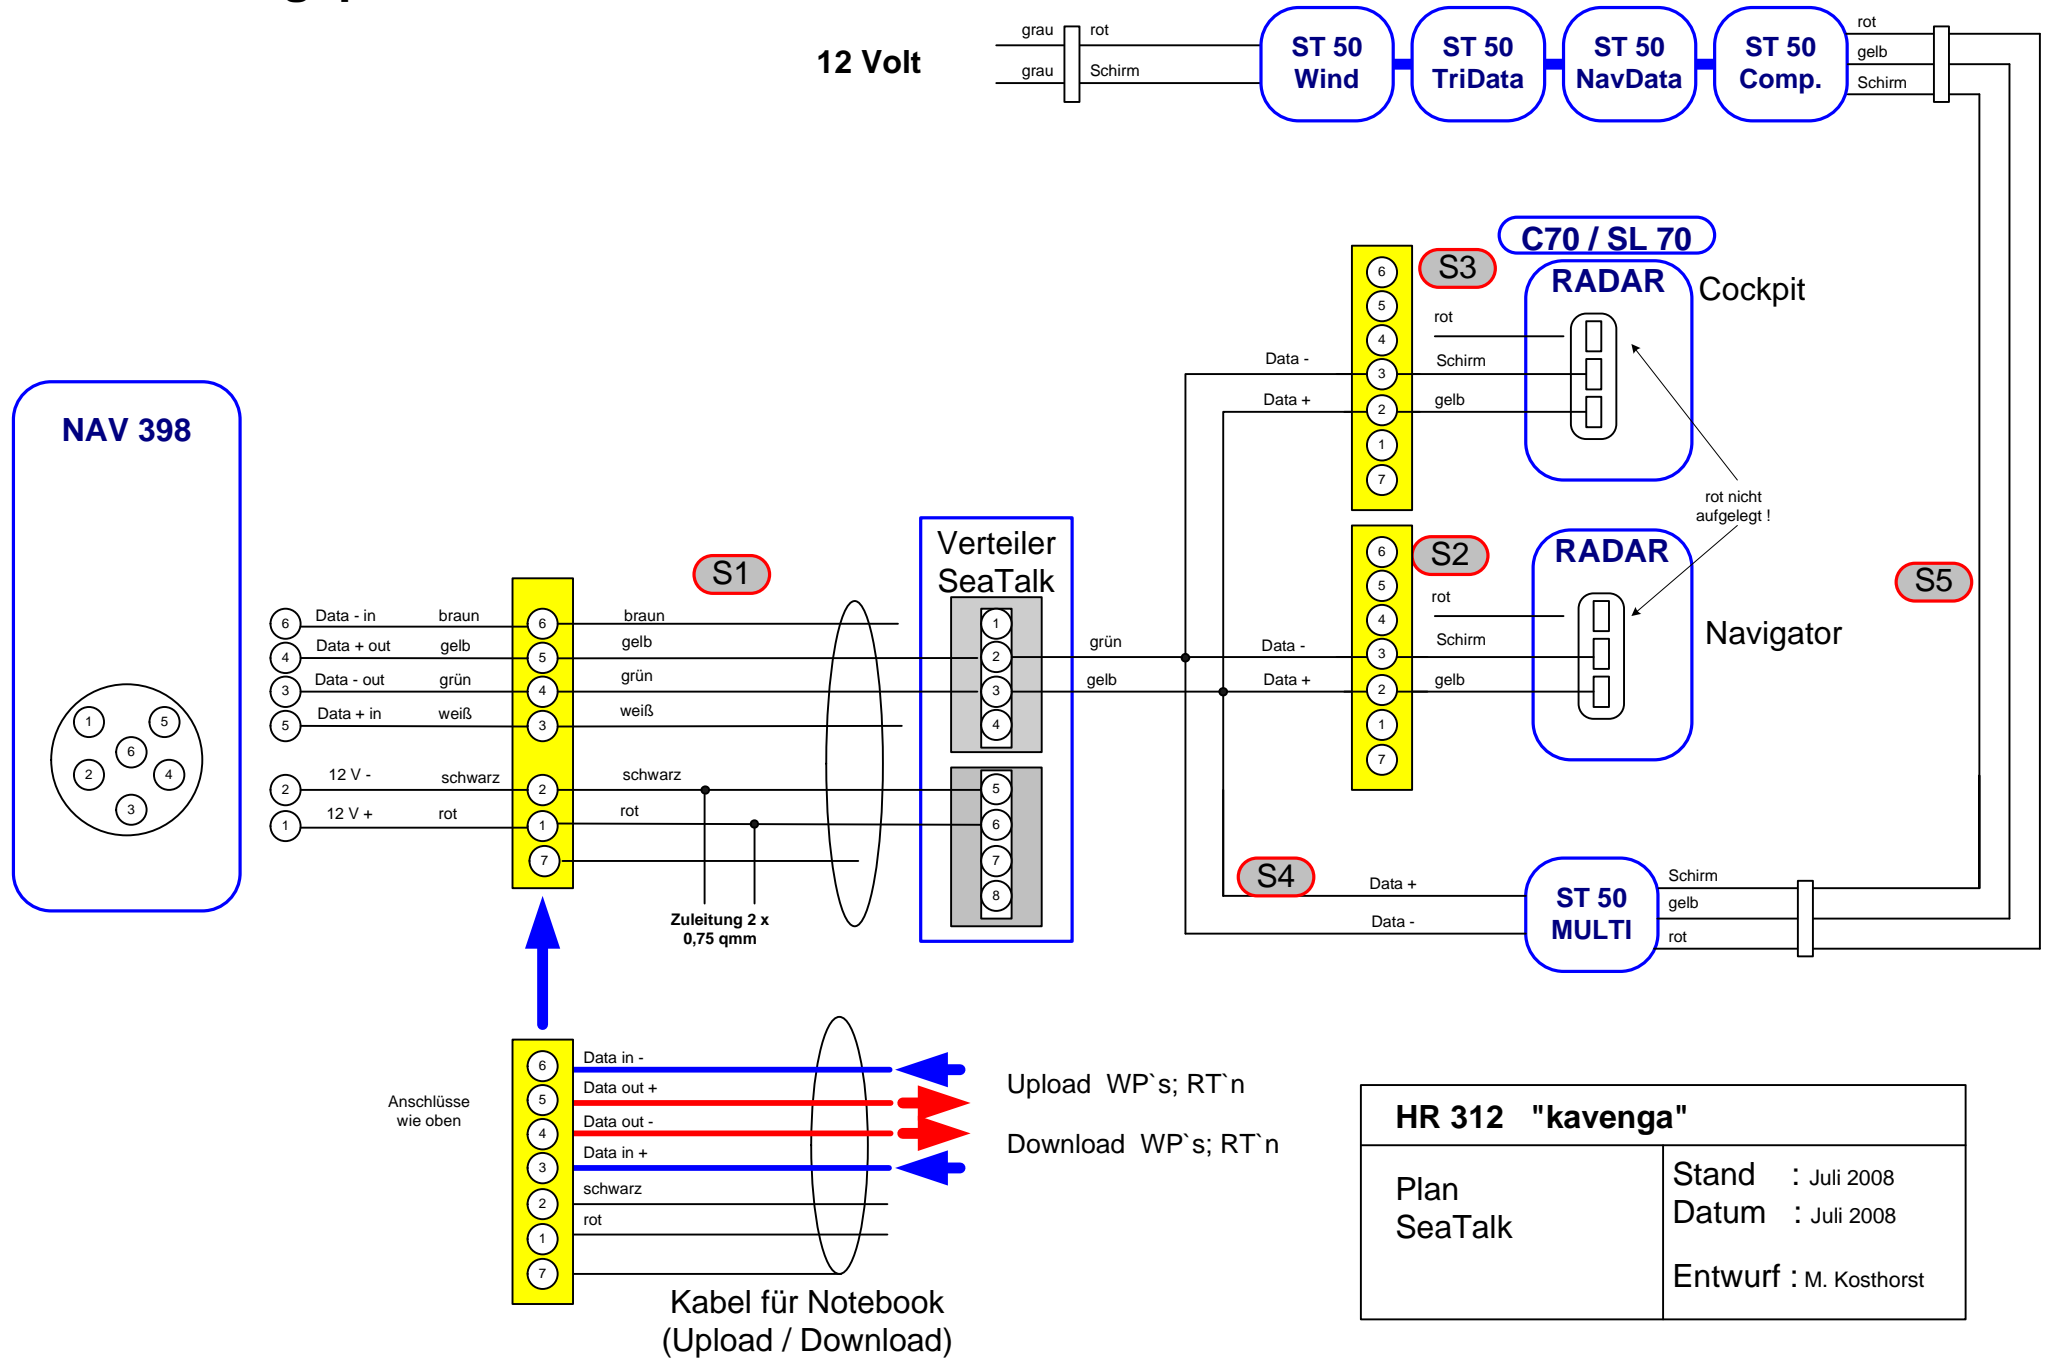 12 Volt
grau
rot
grau
Schirm
ST 50
Wind
ST 50
TriData
ST 50
NavData
ST 50
Comp.
rot
gelb
Schirm
C70 / SL 70
S3
RADAR
Cockpit
6
5
4
3
2
1
7
rot
Schirm
gelb
Data -
Data +
rot nicht
aufgelegt !
S2
RADAR
Navigator
6
5
4
3
2
1
7
rot
Schirm
gelb
Data -
Data +
S5
NAV 398
1
5
6
2
4
3
6
Data - in
braun
6
braun
4
Data + out
gelb
5
gelb
3
Data - out
grün
4
grün
5
Data + in
weiß
3
weiß
2
12 V -
schwarz
2
schwarz
1
12 V +
rot
1
rot
7
S1
Zuleitung 2 x
0,75 qmm
Verteiler
SeaTalk
1
2
3
4
5
6
7
8
grün
gelb
S4
Data +
Data -
ST 50
MULTI
Schirm
gelb
rot
Anschlüsse
wie oben
6
Data in -
5
Data out +
4
Data out -
3
Data in +
2
schwarz
1
rot
7
Upload WP`s; RT`n
Download WP`s; RT`n
Kabel für Notebook
(Upload / Download)
HR 312 "kavenga"
Plan
SeaTalk
Stand : Juli 2008
Datum : Juli 2008
Entwurf : M. Kosthorst